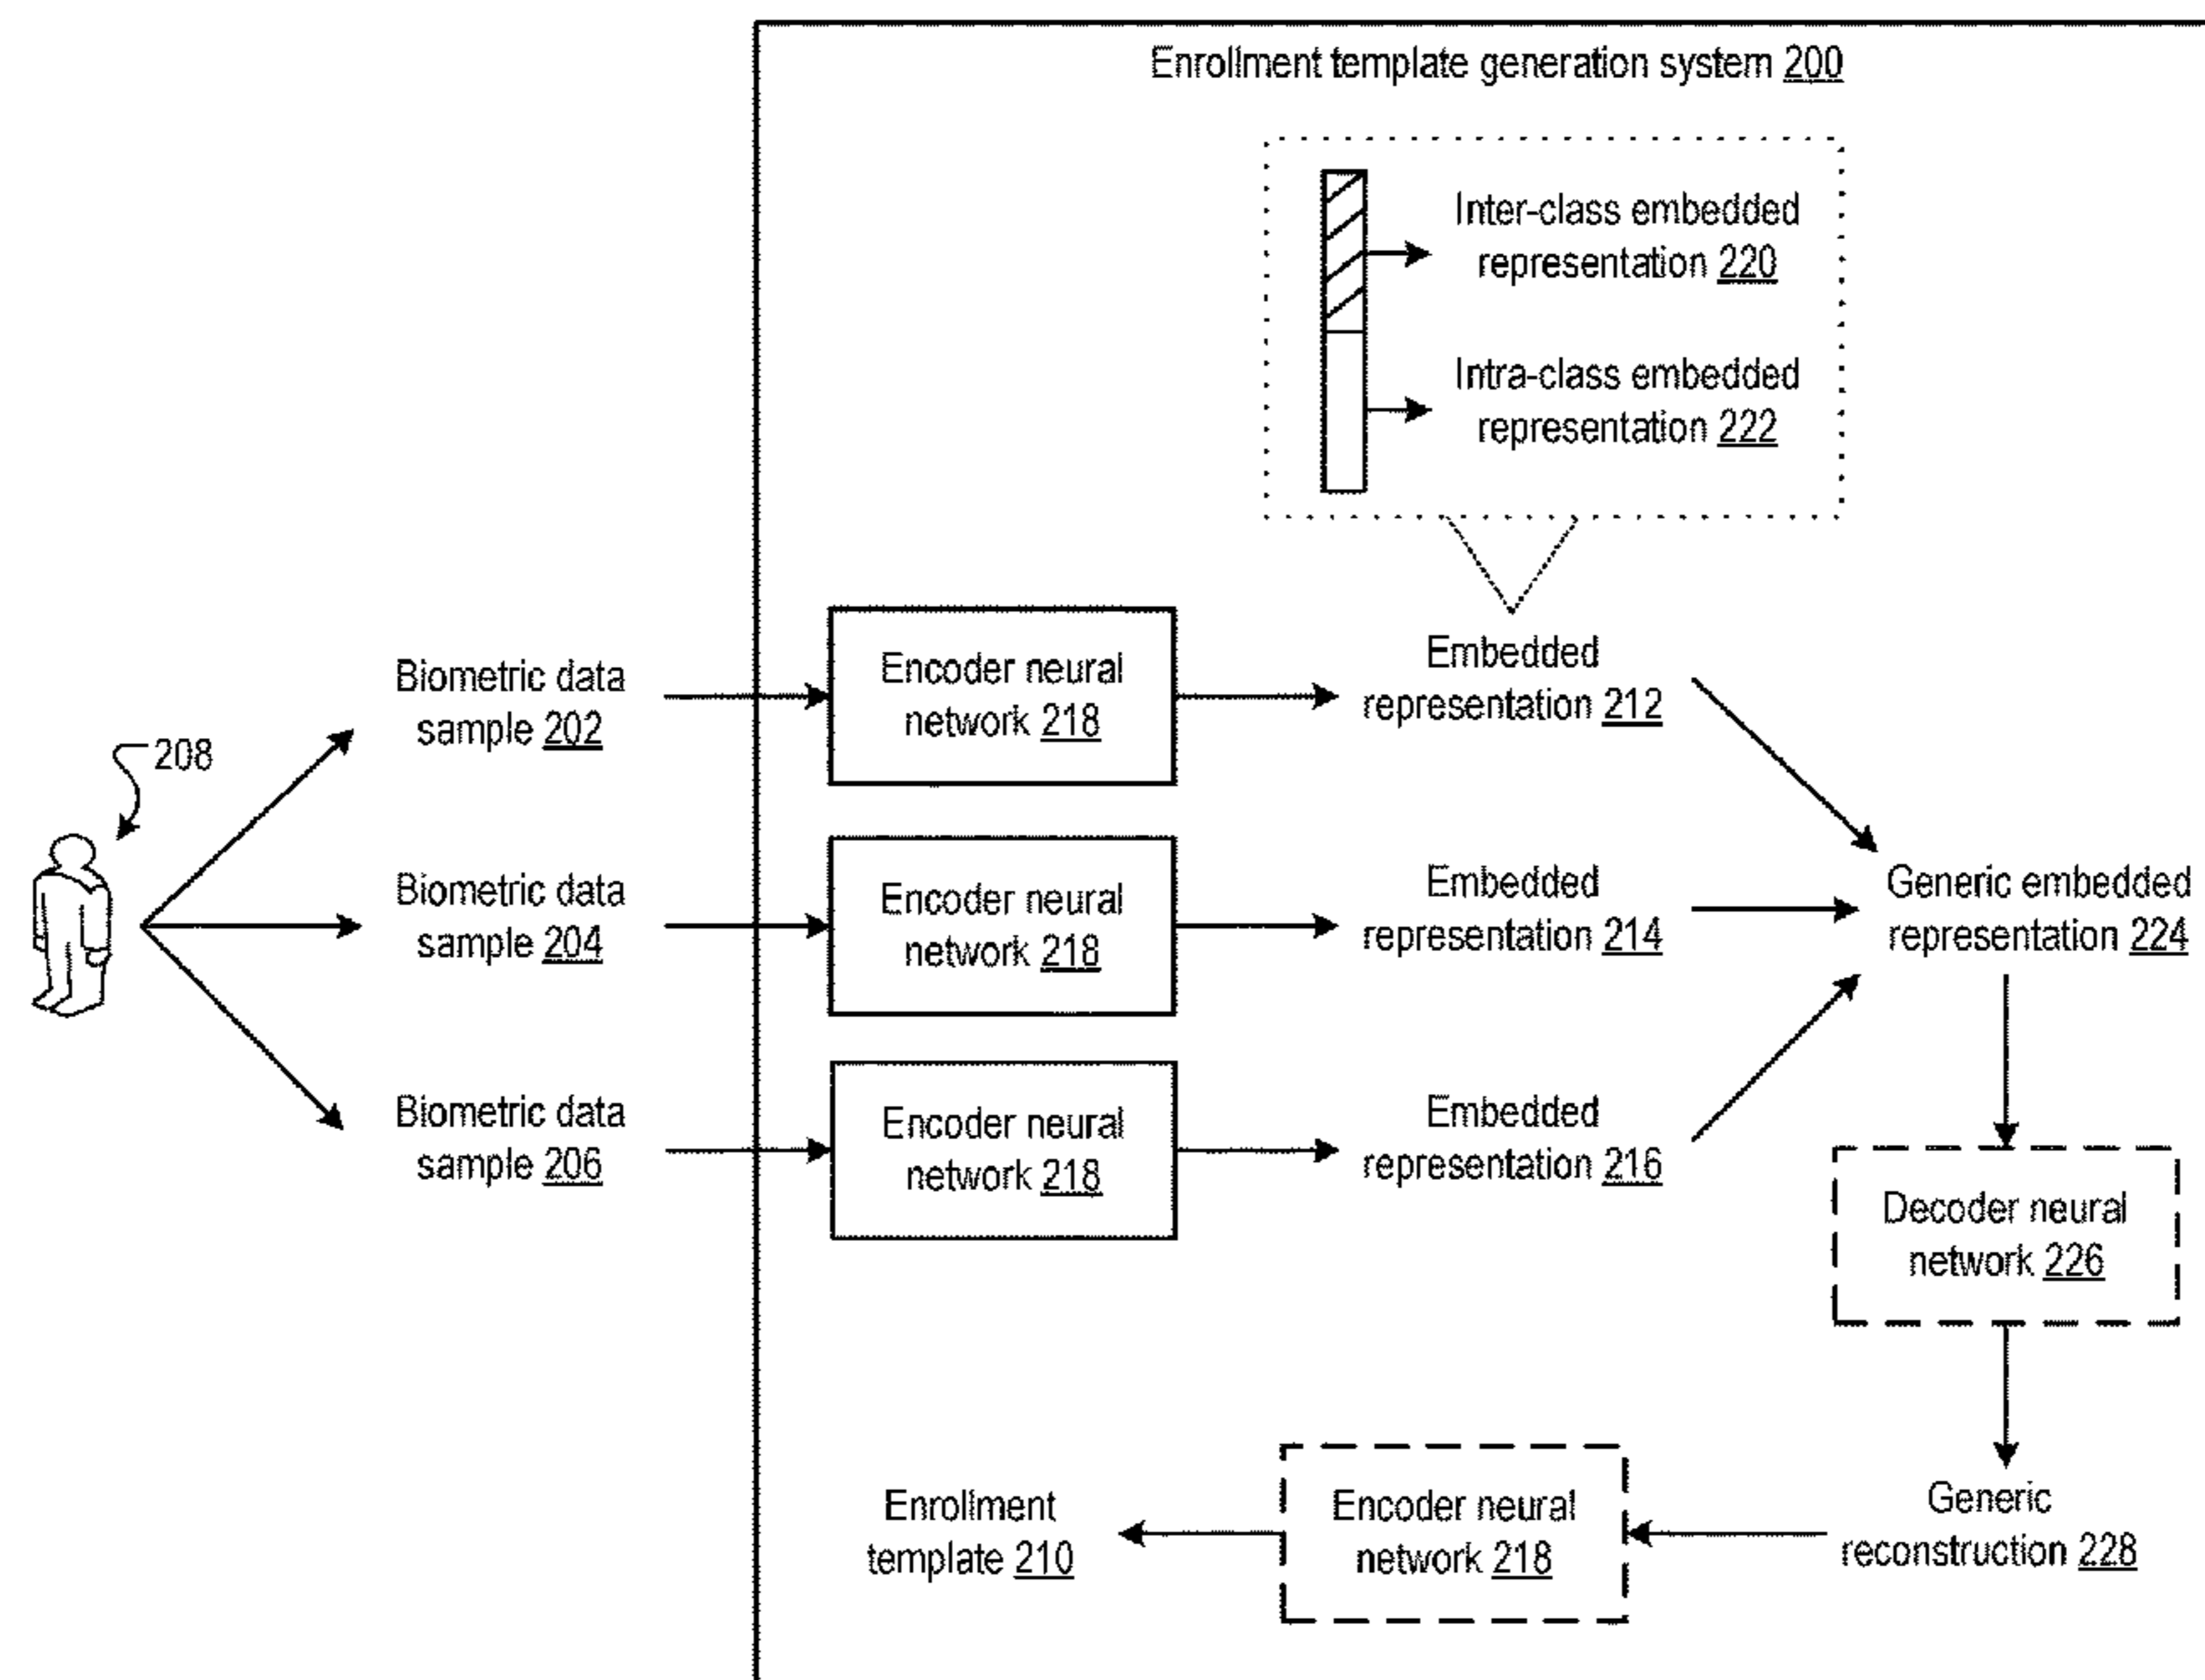 Enrollment template generation system 200
Inter-class embedded
representation 220
Intra-class embedded
representation 222
208
Biometric data
sample 202
Encoder neural
network 218
Embedded
representation 212
Biometric data
sample 204
Encoder neural
network 218
Embedded
representation 214
Generic embedded
representation 224
Biometric data
sample 206
Encoder neural
network 218
Embedded
representation 216
Decoder neural
network 226
Enrollment
template 210
Encoder neural
network 218
Generic
reconstruction 228